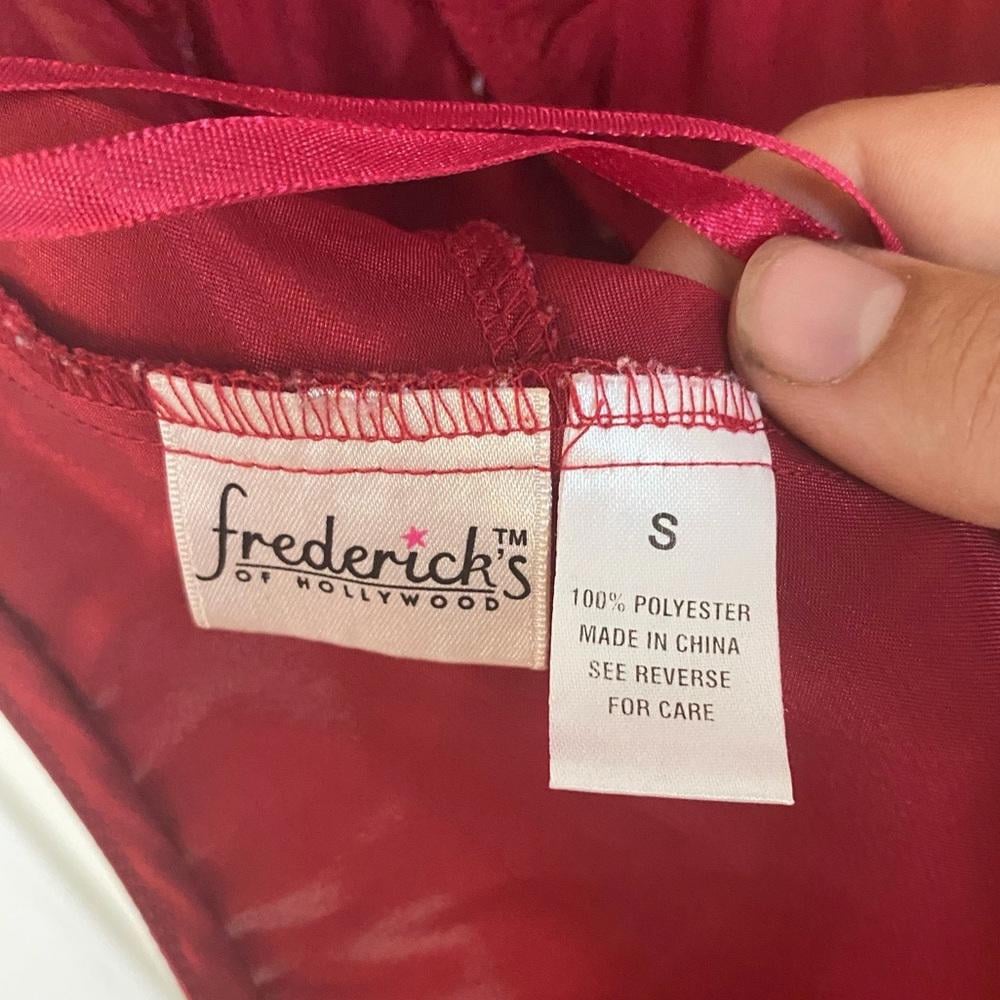 frederick's™
OF HOLLYWOOD
S
100% POLYESTER
MADE IN CHINA
SEE REVERSE
FOR CARE